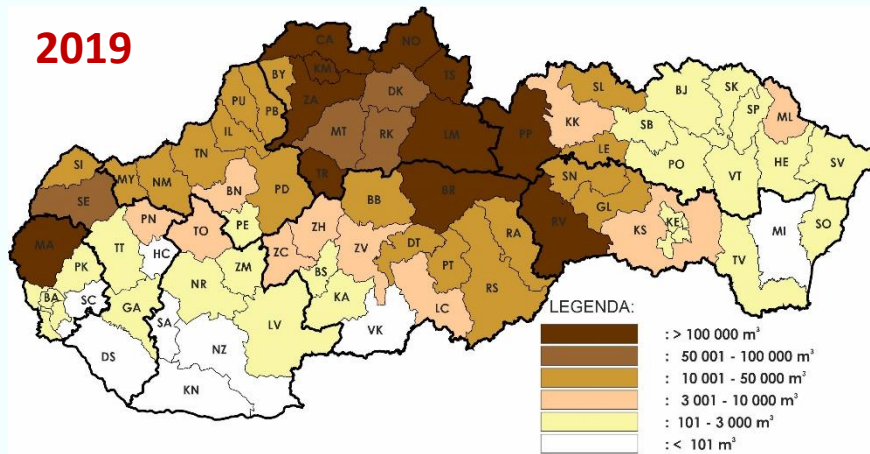 2019
CA
NO
KM
TS
BY
DK
ZA
PU
PB
SL
BJ
SK
SP
ML
KK
IL
MT
RK
LM
PP
SB
LE
TN
SI
MY
NM
BN
PD
TR
SN
PO
VT
HE
SV
SE
BB
BR
GL
RV
PN
TO
PE
ZH
MA
TT
HC
ZC
ZV
DT
RA
KS
KE
MI
SO
PK
NR
ZM
BS
PT
TV
BA
SC
GA
KA
RS
LC
SA
LV
VK
DS
NZ
KN
LEGENDA:
: > 100 000 m³
: 50 001 - 100 000 m³
: 10 001 - 50 000 m³
: 3 001 - 10 000 m³
: 101 - 3 000 m³
: < 101 m³